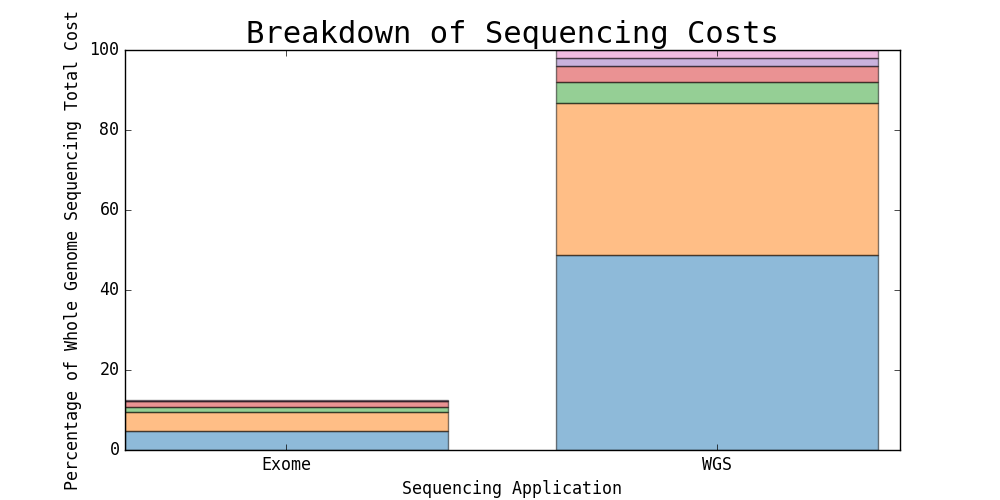 Breakdown of Sequencing Costs
Percentage of Whole Genome Sequencing Total Cost
100
80
60
40
20
0
Exome WGS
Sequencing Application